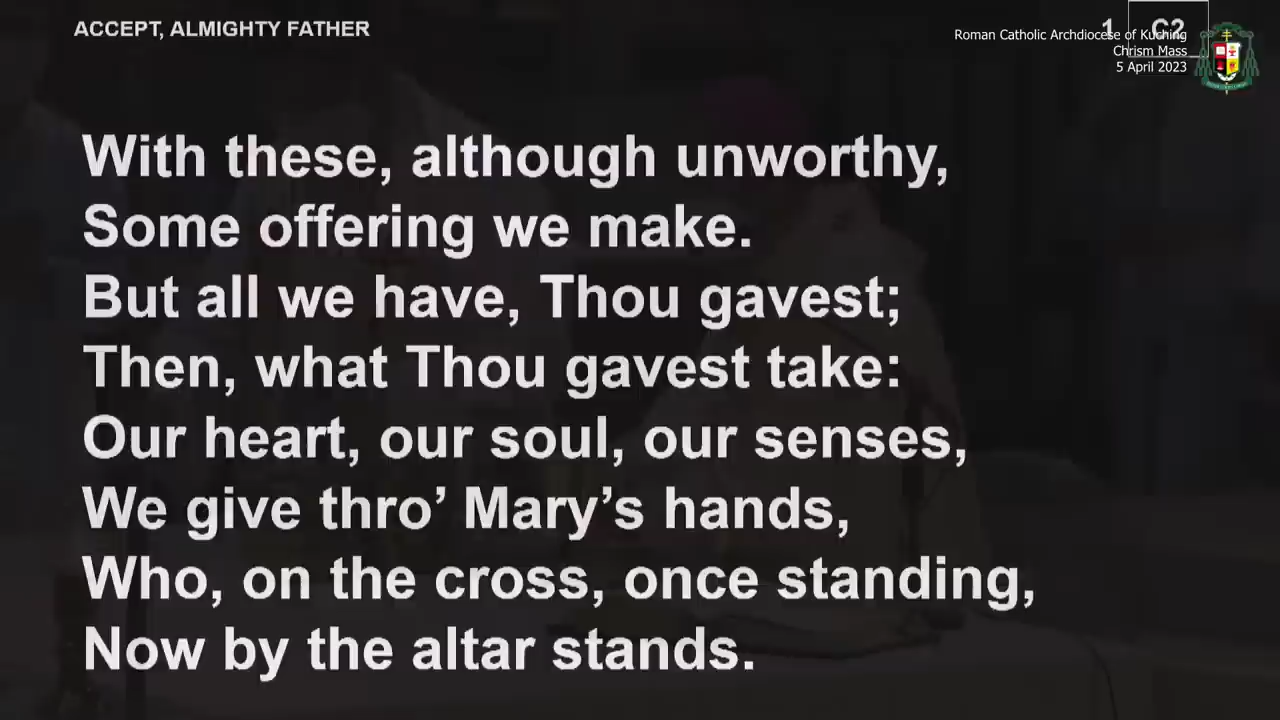 ACCEPT, ALMIGHTY FATHER
1 C2
Roman Catholic Archdiocese of Kuching
Chrism Mass
5 April 2023
With these, although unworthy,
Some offering we make.
But all we have, Thou gavest;
Then, what Thou gavest take:
Our heart, our soul, our senses,
We give thro’ Mary’s hands,
Who, on the cross, once standing,
Now by the altar stands.